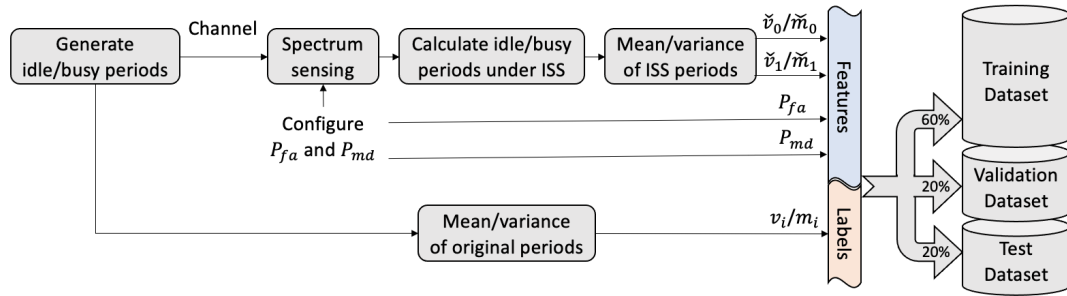 Generate
idle/busy periods
Channel
Spectrum
sensing
Calculate idle/busy
periods under ISS
Mean/variance
of ISS periods
v̌₀/m̌₀
v̌₁/m̌₁
Configure
P_fa and P_md
P_fa
P_md
Mean/variance
of original periods
v_i/m_i
Features
Labels
60%
20%
20%
Training
Dataset
Validation
Dataset
Test
Dataset